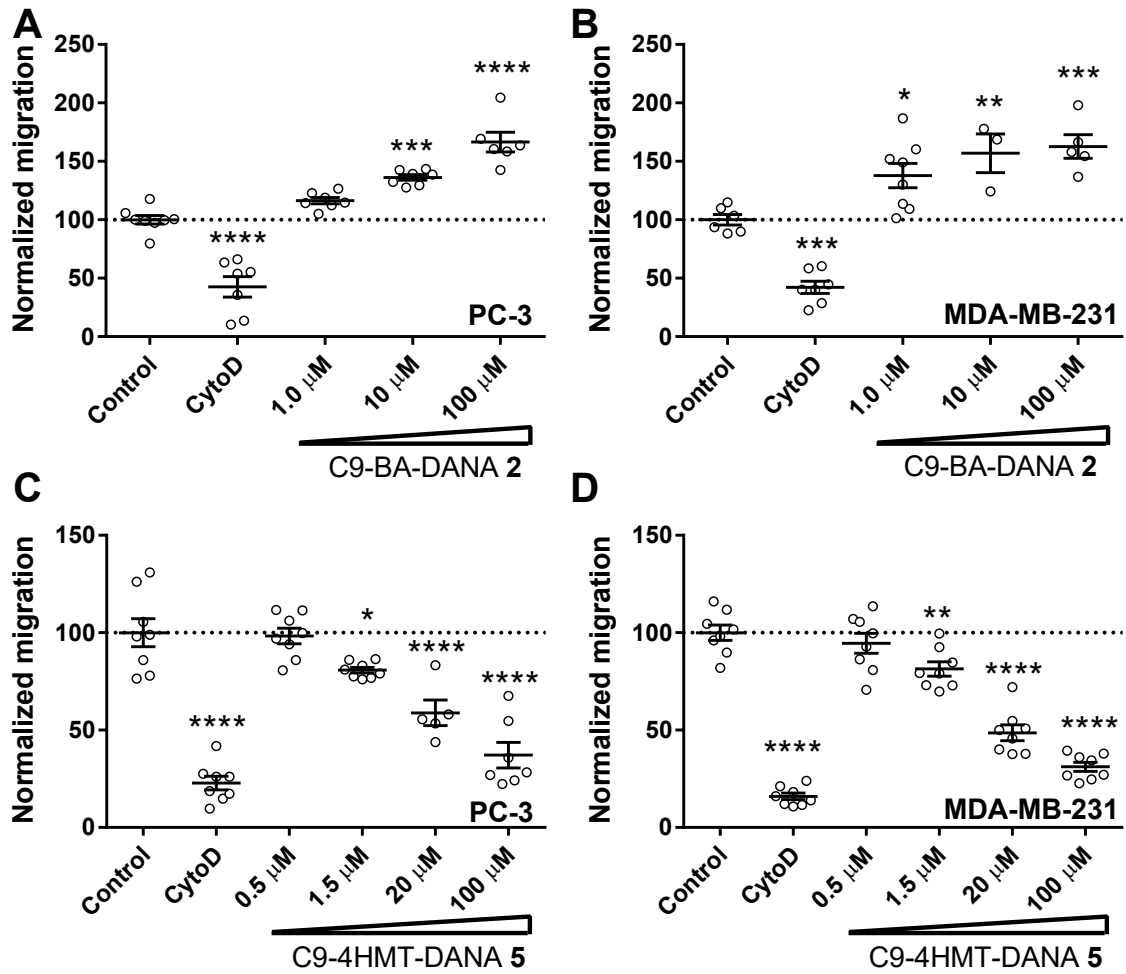 A
Normalized migration
250
200
150
100
50
0
****
***
****
PC-3
Control
CytoD
1.0 μM
10 μM
100 μM
C9-BA-DANA 2
B
Normalized migration
250
200
150
100
50
0
***
*
**
***
MDA-MB-231
Control
CytoD
1.0 μM
10 μM
100 μM
C9-BA-DANA 2
C
Normalized migration
150
100
50
0
****
*
****
****
PC-3
Control
CytoD
0.5 μM
1.5 μM
20 μM
100 μM
C9-4HMT-DANA 5
D
Normalized migration
150
100
50
0
****
**
****
****
MDA-MB-231
Control
CytoD
0.5 μM
1.5 μM
20 μM
100 μM
C9-4HMT-DANA 5